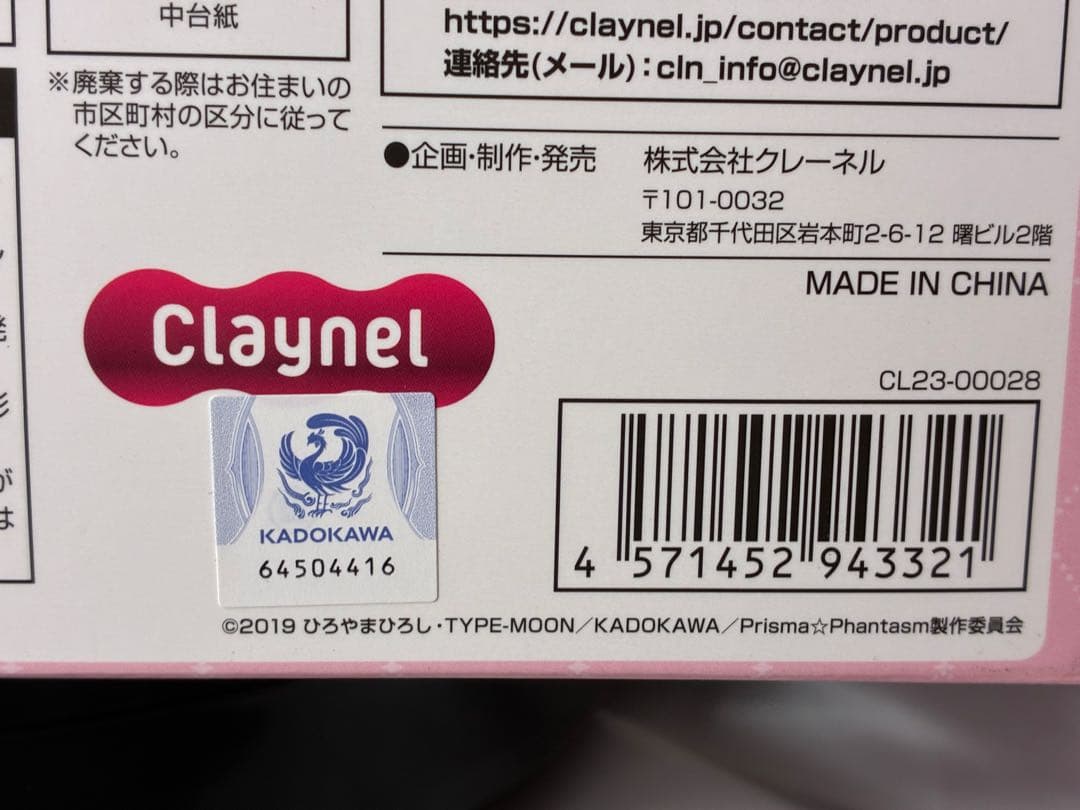 中台紙
※廃棄する際はお住まいの
市区町村の区分に従って
ください。
https://claynel.jp/contact/product/
連絡先(メール):cln_info@claynel.jp
●企画・制作・発売 株式会社クレーネル
〒101-0032
東京都千代田区岩本町2-6-12 曙ビル2階
MADE IN CHINA
Claynel
KADOKAWA
64504416
CL23-00028
4 571452 943321
©2019 ひろやまひろし・TYPE-MOON／KADOKAWA／Prisma☆Phantasm製作委員会